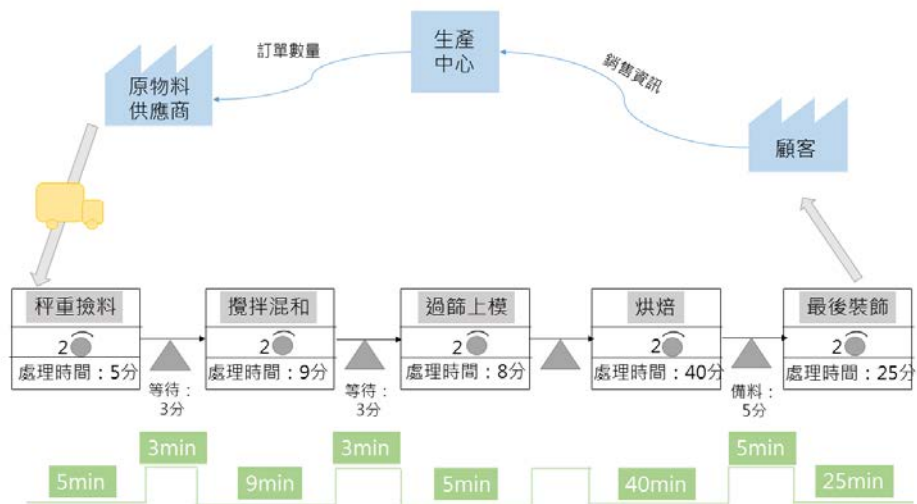 生產
中心
訂單數量
銷售資訊
原物料
供應商
顧客
秤重撿料
2
處理時間：5分
攪拌混和
2
處理時間：9分
過篩上模
2
處理時間：8分
烘焙
2
處理時間：40分
最後裝飾
2
處理時間：25分
等待：
3分
等待：
3分
備料：
5分
5min
3min
9min
3min
5min
40min
5min
25min